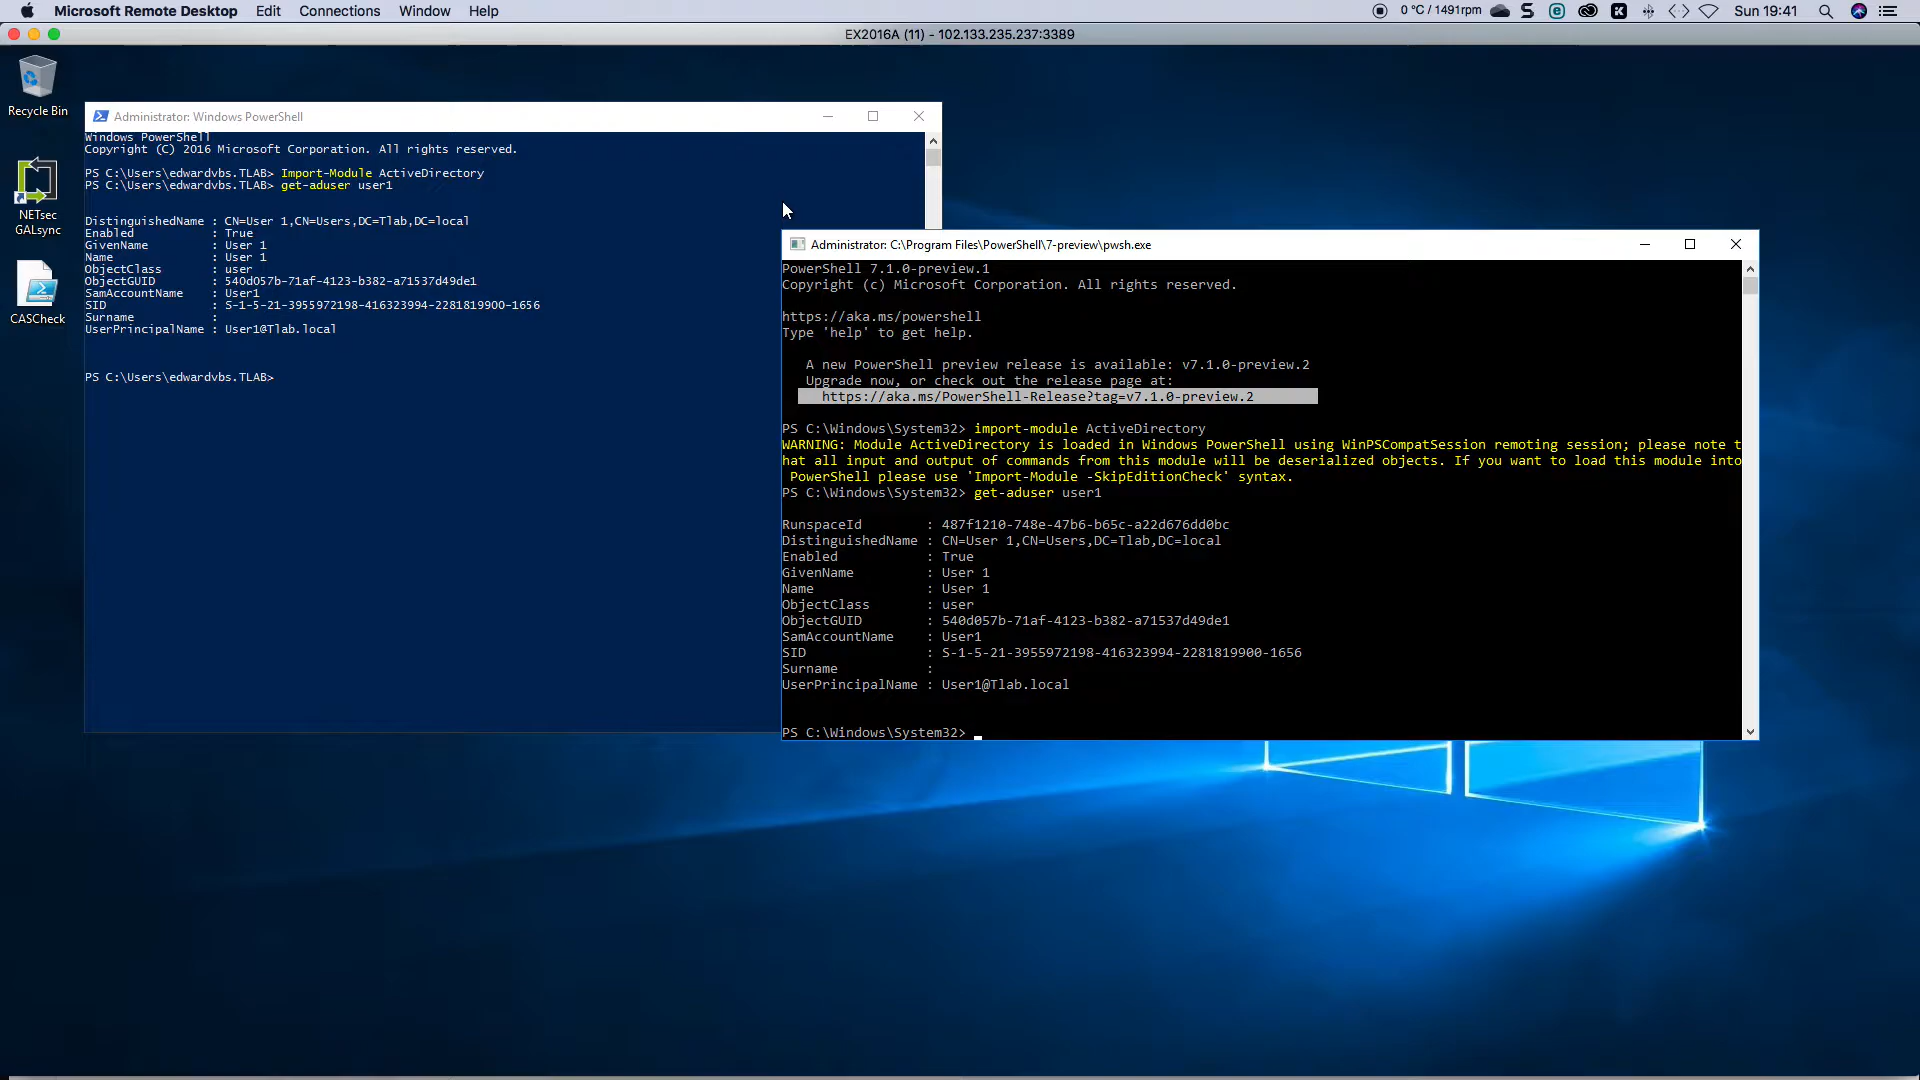 Microsoft Remote Desktop Edit Connections Window Help
0 °C / 1491rpm
Sun 19:41
EX2016A (11) - 102.133.235.237:3389
Recycle Bin
NETsec
GALsync
CASCheck
Administrator: Windows PowerShell
Windows PowerShell
Copyright (C) 2016 Microsoft Corporation. All rights reserved.
PS C:\Users\edwardvbs.TLAB> Import-Module ActiveDirectory
PS C:\Users\edwardvbs.TLAB> get-aduser user1
DistinguishedName : CN=User 1,CN=Users,DC=Tlab,DC=local
Enabled : True
GivenName : User 1
Name : User 1
ObjectClass : user
ObjectGUID : 540d057b-71af-4123-b382-a71537d49de1
SamAccountName : User1
SID : S-1-5-21-3955972198-416323994-2281819900-1656
Surname :
UserPrincipalName : User1@Tlab.local
PS C:\Users\edwardvbs.TLAB>
Administrator: C:\Program Files\PowerShell\7-preview\pwsh.exe
PowerShell 7.1.0-preview.1
Copyright (c) Microsoft Corporation. All rights reserved.
https://aka.ms/powershell
Type 'help' to get help.
A new PowerShell preview release is available: v7.1.0-preview.2
Upgrade now, or check out the release page at:
https://aka.ms/PowerShell-Release?tag=v7.1.0-preview.2
PS C:\Windows\System32> import-module ActiveDirectory
WARNING: Module ActiveDirectory is loaded in Windows PowerShell using WinPSCompatSession remoting session; please note t
hat all input and output of commands from this module will be deserialized objects. If you want to load this module into
PowerShell please use 'Import-Module -SkipEditionCheck' syntax.
PS C:\Windows\System32> get-aduser user1
RunspaceId : 487f1210-748e-47b6-b65c-a22d676dd0bc
DistinguishedName : CN=User 1,CN=Users,DC=Tlab,DC=local
Enabled : True
GivenName : User 1
Name : User 1
ObjectClass : user
ObjectGUID : 540d057b-71af-4123-b382-a71537d49de1
SamAccountName : User1
SID : S-1-5-21-3955972198-416323994-2281819900-1656
Surname :
UserPrincipalName : User1@Tlab.local
PS C:\Windows\System32>